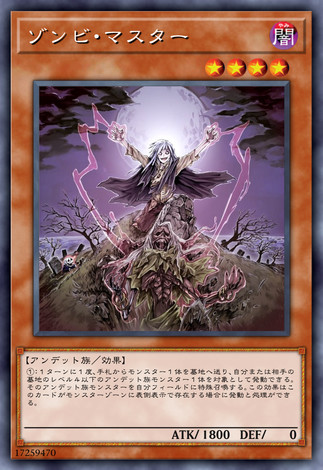 ゾンビ・マスター
やみ
闇
【アンデット族／効果】
①：１ターンに１度、手札からモンスター１体を墓地へ送り、自分または相手の
墓地のレベル４以下のアンデット族モンスター１体を対象として発動できる。
そのアンデット族モンスターを自分フィールドに特殊召喚する。この効果はこ
のカードがモンスターゾーンに表側表示で存在する場合に発動と処理ができ
る。
ATK/ 1800 DEF/ 0
17259470